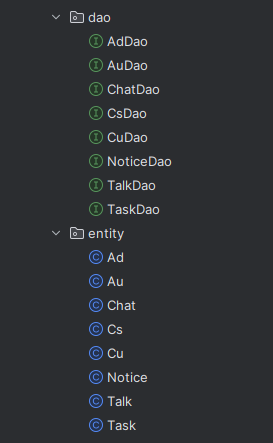 dao
AdDao
AuDao
ChatDao
CsDao
CuDao
NoticeDao
TalkDao
TaskDao
entity
Ad
Au
Chat
Cs
Cu
Notice
Talk
Task